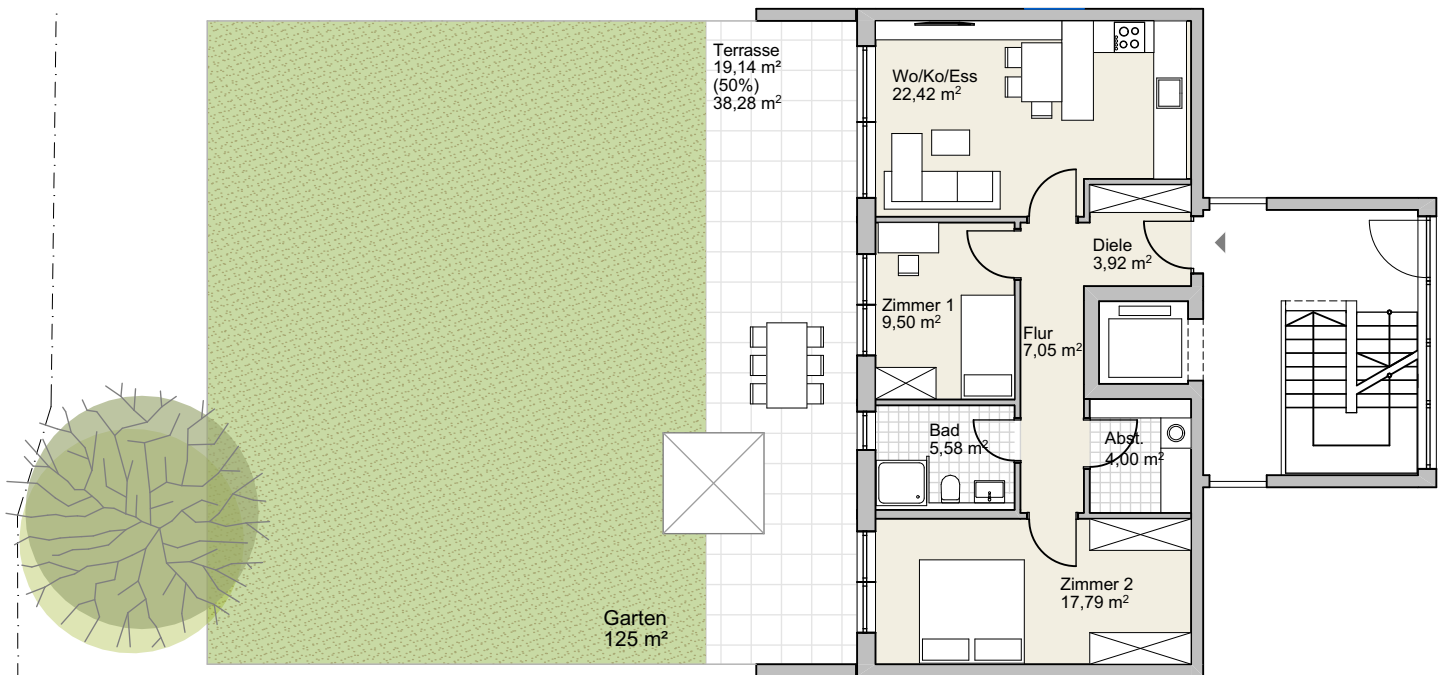 Terrasse
19,14 m²
(50%)
38,28 m²
Wo/Ko/Ess
22,42 m²
Diele
3,92 m²
Zimmer 1
9,50 m²
Flur
7,05 m²
Bad
5,58 m²
Abst.
4,00 m²
Zimmer 2
17,79 m²
Garten
125 m²